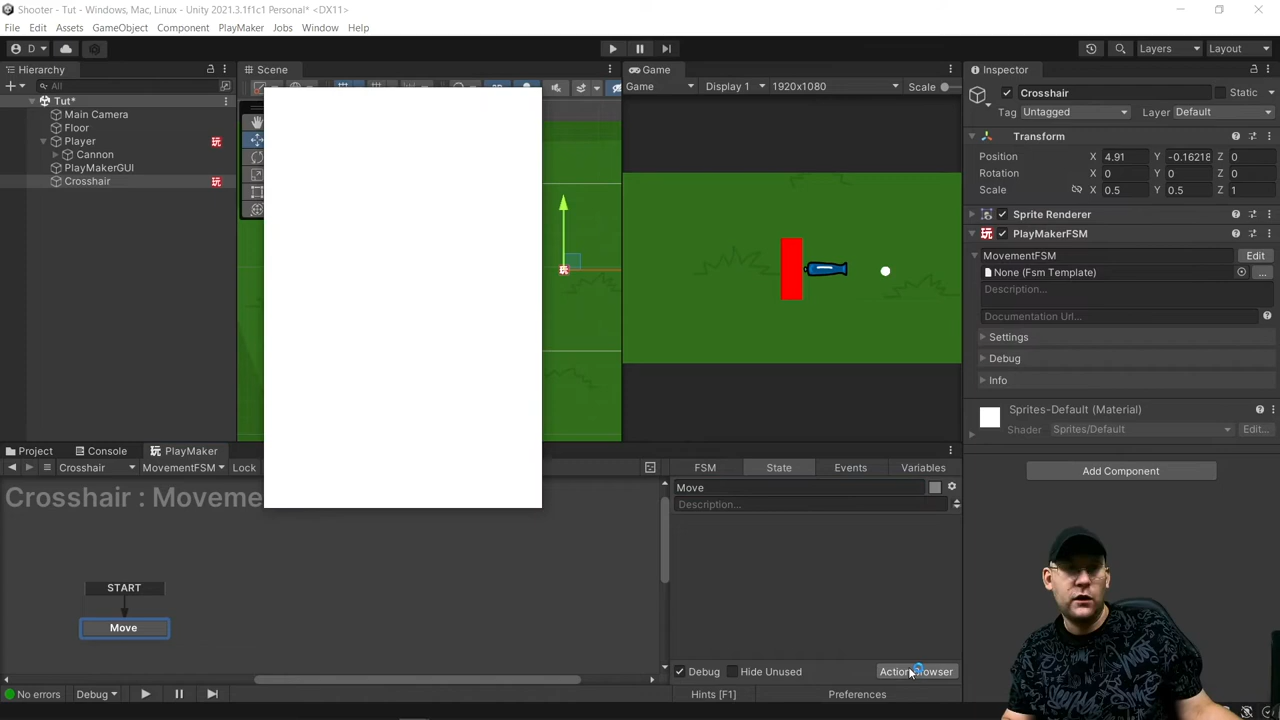 Shooter - Tut - Windows, Mac, Linux - Unity 2021.3.1f1c1 Personal* <DX11>
File Edit Assets GameObject Component PlayMaker Jobs Window Help
D Layers Layout
Hierarchy Scene Game Inspector
All Game Display 1 1920x1080 Scale Crosshair Static
Tag Untagged Layer Default
Tut*
Main Camera
Floor
Player
Cannon
PlayMakerGUI
Crosshair
Transform
Position X 4.91 Y -0.16218 Z 0
Rotation X 0 Y 0 Z 0
Scale X 0.5 Y 0.5 Z 1
Sprite Renderer
PlayMakerFSM
MovementFSM Edit
None (Fsm Template) ...
Description...
Documentation Url...
Settings
Debug
Info
Sprites-Default (Material)
Shader Sprites/Default Edit...
Add Component
Project Console PlayMaker
Crosshair MovementFSM Lock
FSM State Events Variables
Crosshair : Moveme
Move
Description...
START
Move
Debug Hide Unused Action Browser
No errors Debug Hints [F1] Preferences